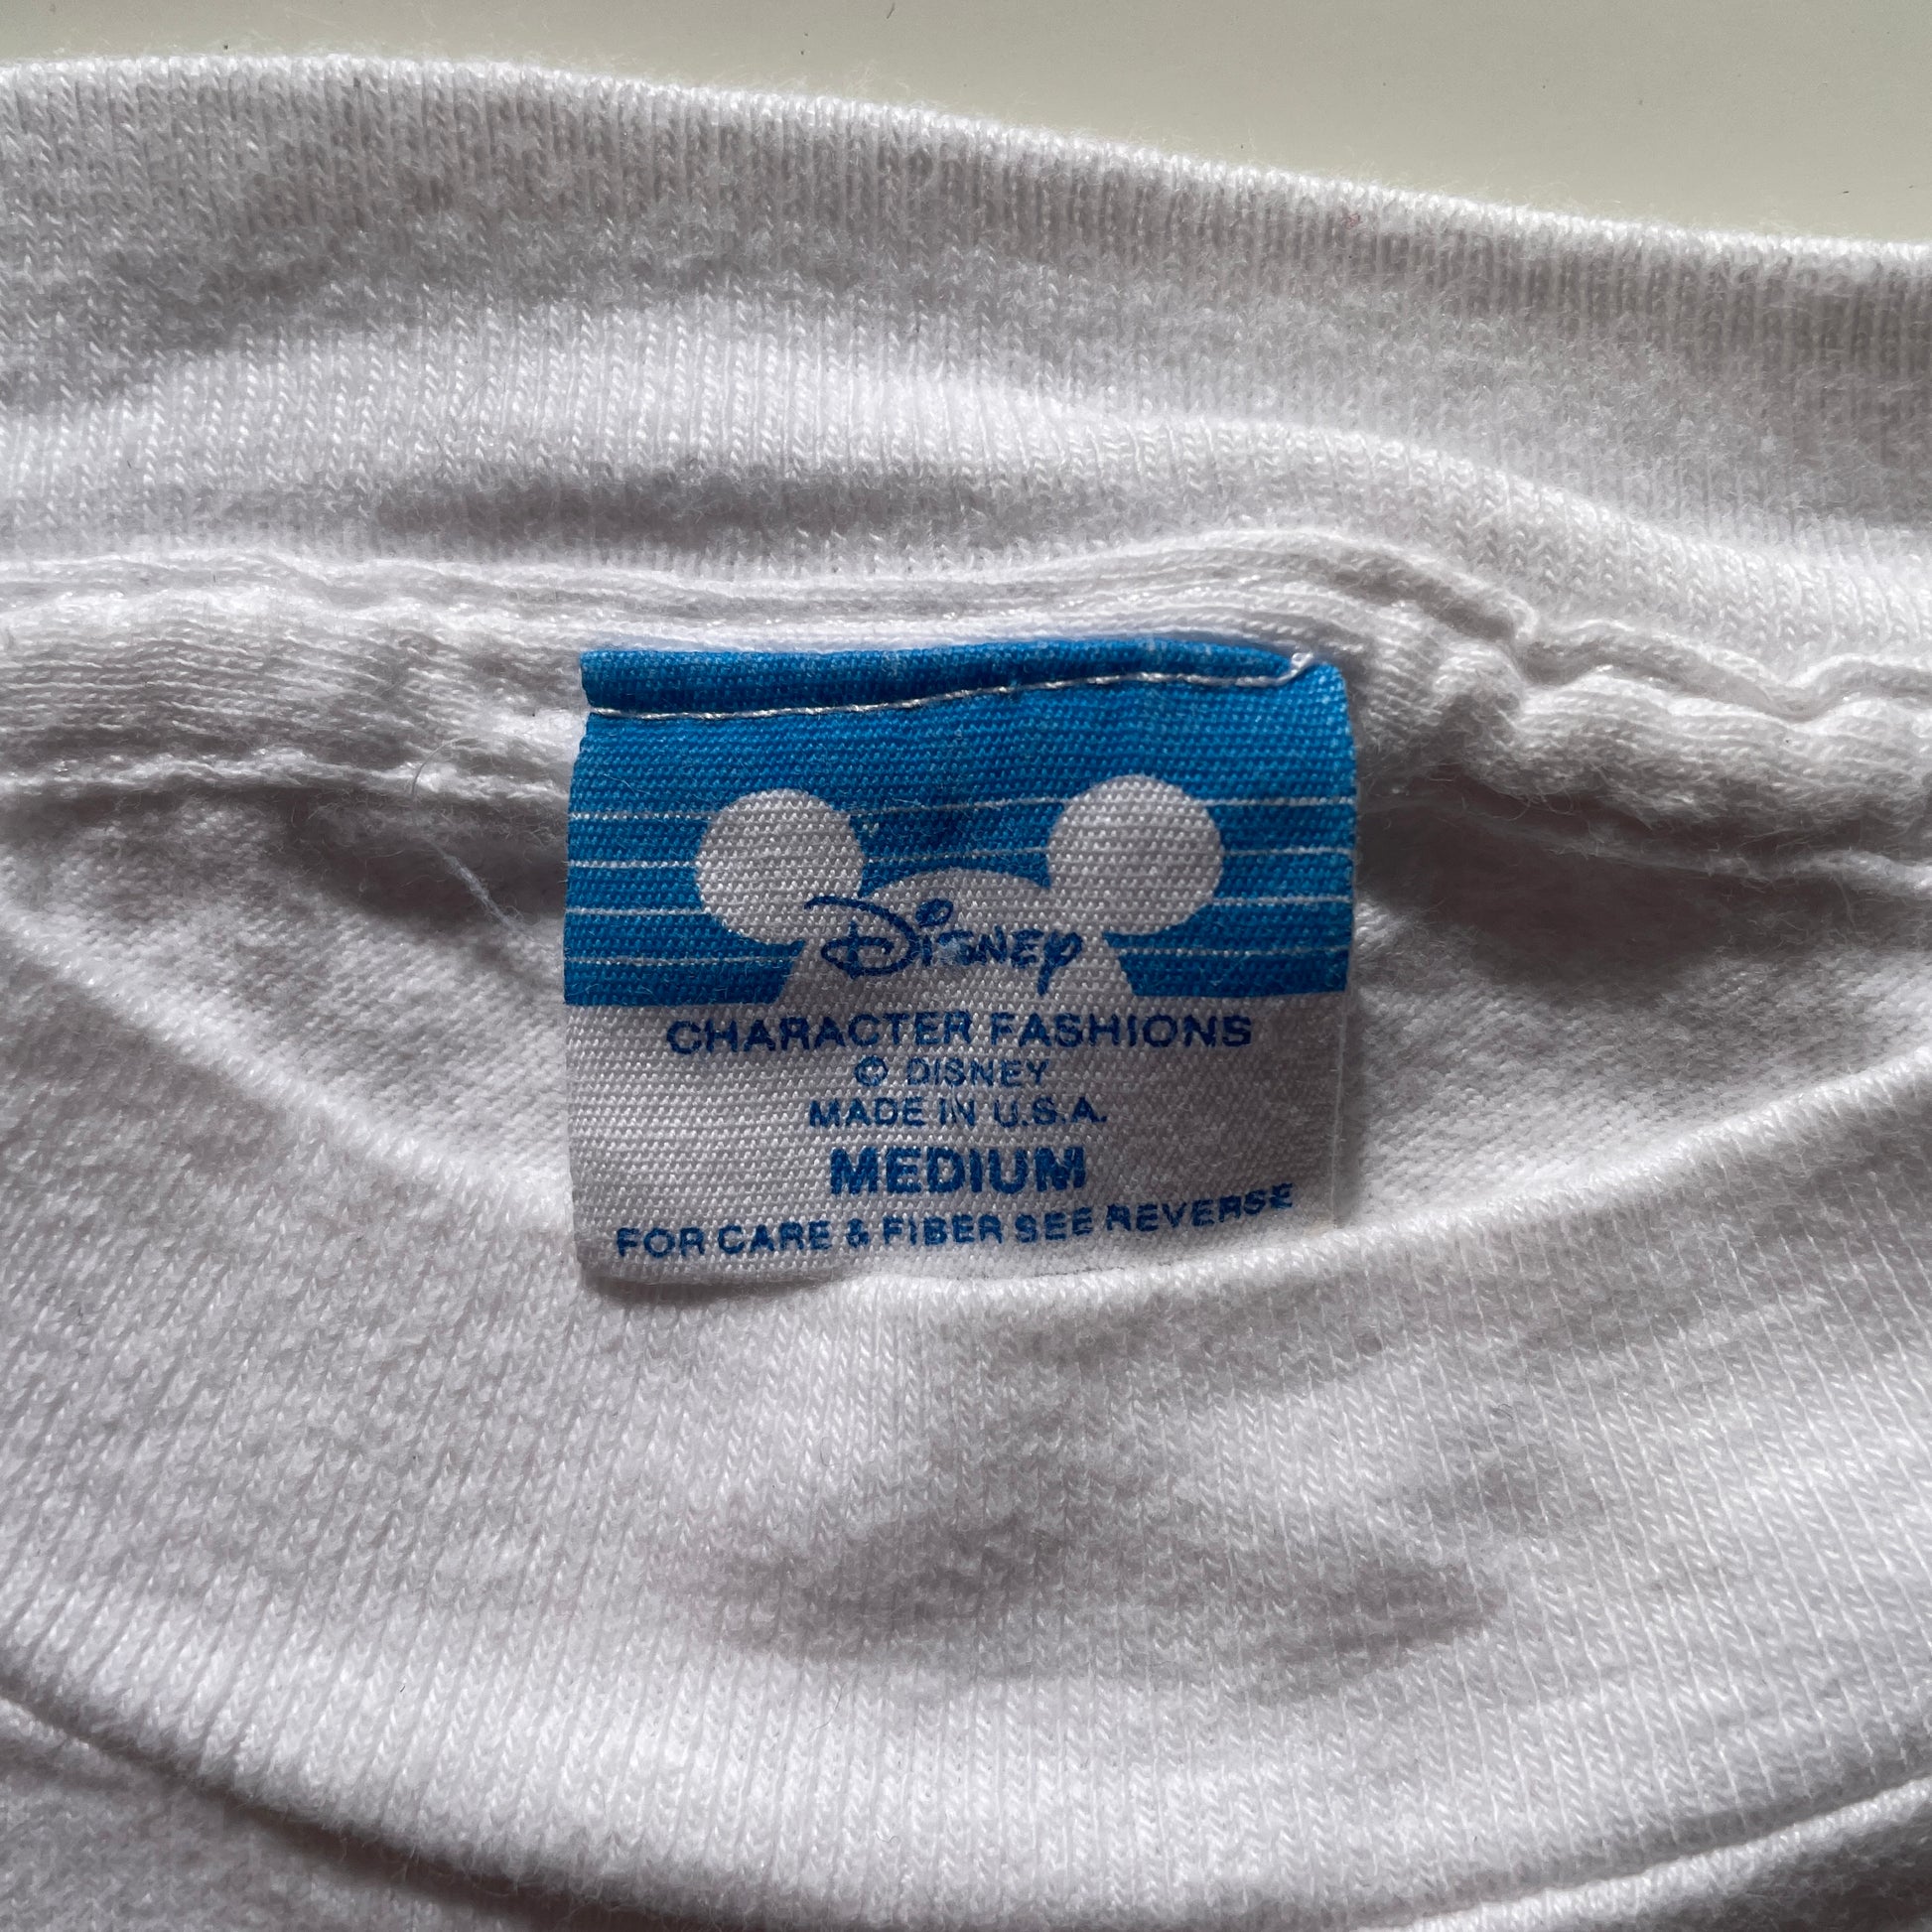 Disney
CHARACTER FASHIONS
© DISNEY
MADE IN U.S.A.
MEDIUM
FOR CARE & FIBER SEE REVERSE